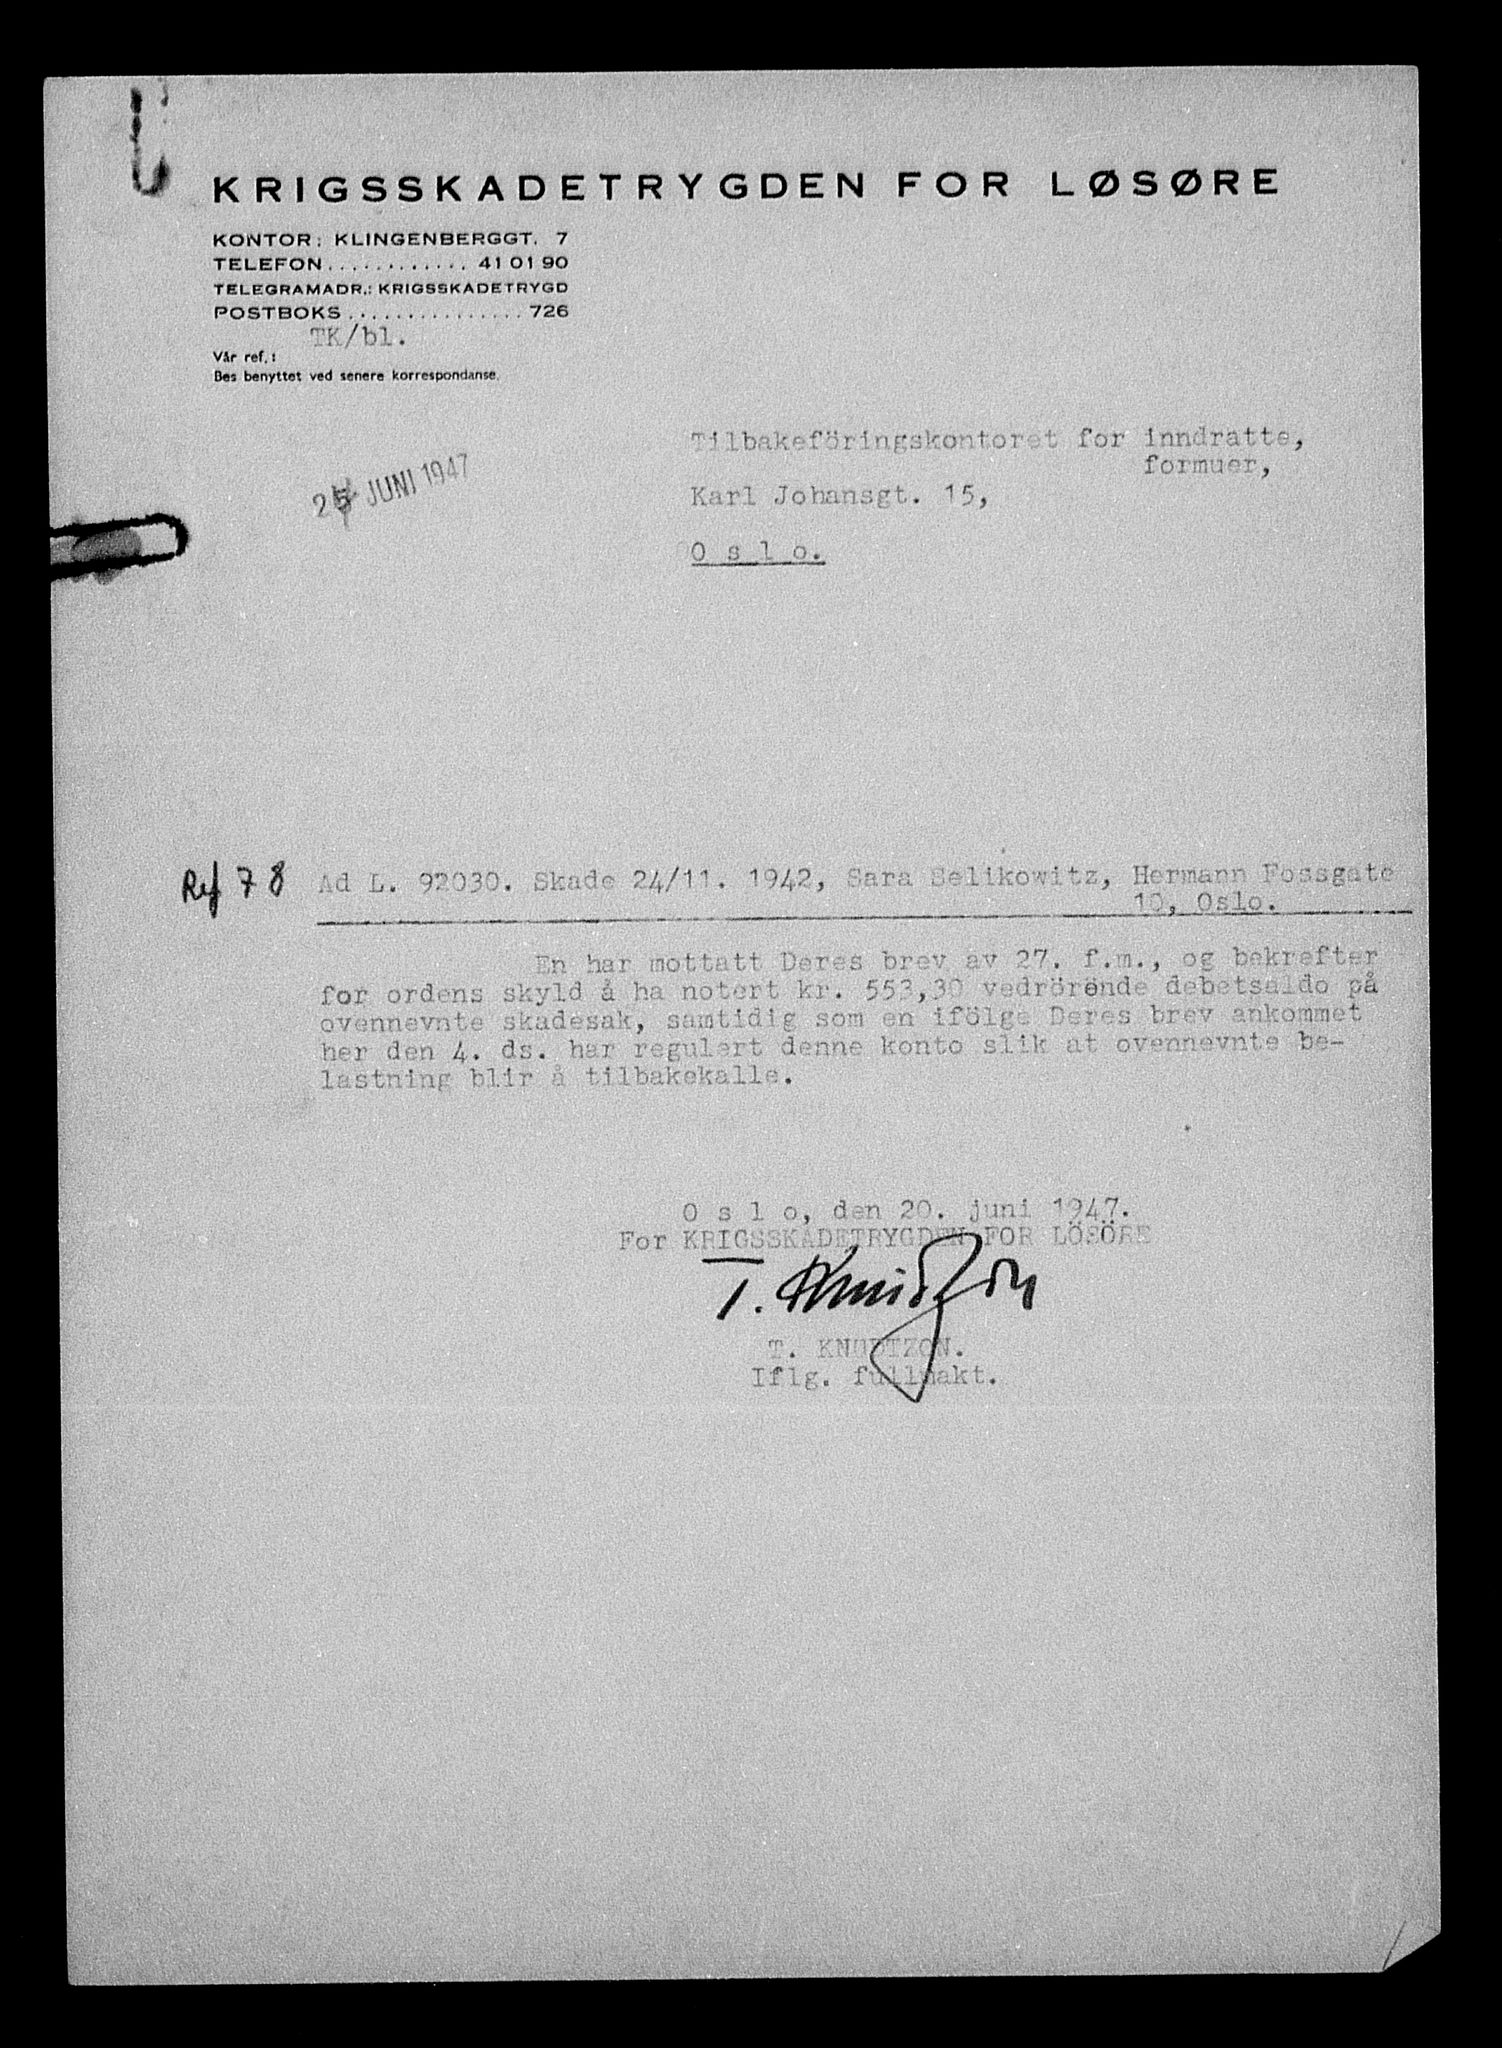 KRIGSSKADETRYGDEN FOR LØSØRE
KONTOR: KLINGENBERGGT. 7
TELEFON............ 41 01 90
TELEGRAMADR.: KRIGSSKADETRYGD
POSTBOKS............... 726
TK/bl.
Vår ref.:
Bes benyttet ved senere korrespondanse.
Tilbakeföringskontoret for inndratte,
formuer,
JUNI 1947
Karl Johansgt. 15,
O s l o.
Ref 78
Ad L. 92030. Skade 24/11. 1942, Sara Selikowitz, Hermann Fossgate
10, Oslo.
En har mottatt Deres brev av 27. f.m., og bekrefter
for ordens skyld å ha notert kr. 553,30 vedrörende debetsaldo på
ovennevnte skadesak, samtidig som en ifölge Deres brev ankommet
her den 4. ds. har regulert denne konto slik at ovennevnte be-
lastning blir å tilbakekalle.
O s l o, den 20. juni 1947.
For KRIGSSKADETRYGDEN FOR LÖSÖRE
T. Knudtzon
T. KNUDTZON.
Iflg. fullmakt.